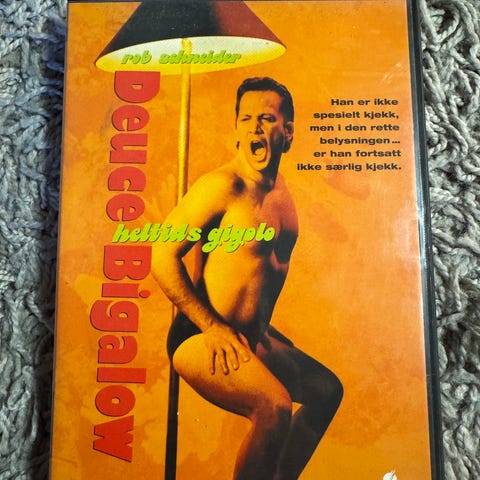 rob schneider
Deuce Bigalow
heltids gigolo
Han er ikke
spesielt kjekk,
men i den rette
belysningen...
er han fortsatt
ikke særlig kjekk.